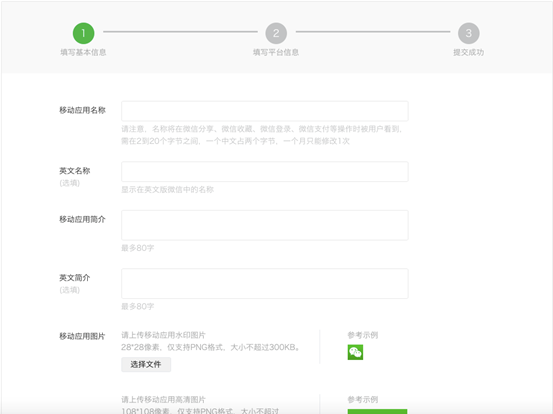 1
2
3
填写基本信息
填写平台信息
提交成功
移动应用名称
请注意，名称将在微信分享、微信收藏、微信登录、微信支付等操作时被用户看到，
需在2到20个字节之间，一个中文占两个字节，一个月只能修改1次
英文名称
(选填)
显示在英文版微信中的名称
移动应用简介
最多80字
英文简介
(选填)
最多80字
移动应用图片
请上传移动应用水印图片
28*28像素，仅支持PNG格式，大小不超过300KB。
选择文件
参考示例
请上传移动应用高清图片
108*108像素，仅支持PNG格式，大小不超过
参考示例